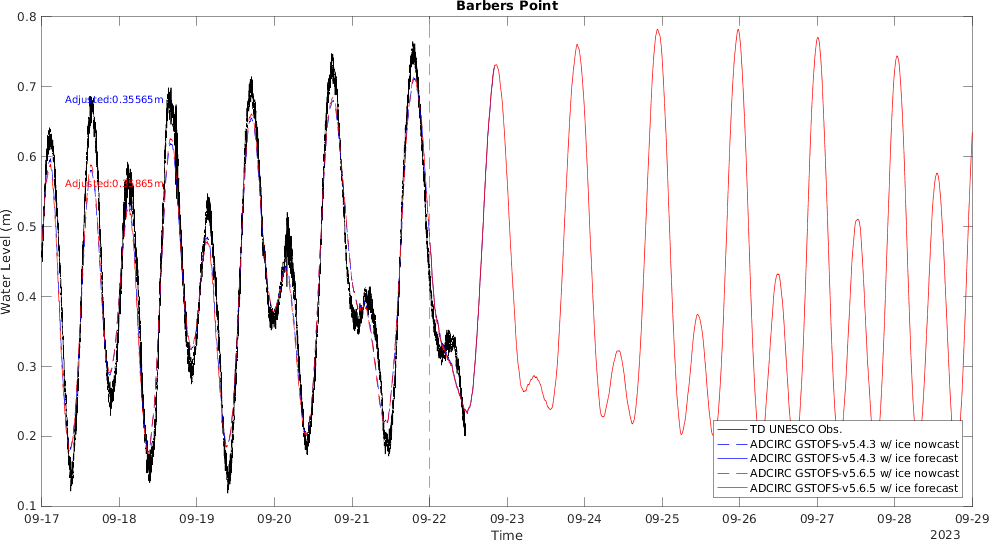 Barbers Point
0.8
0.7
0.6
0.5
0.4
0.3
0.2
0.1
Water Level (m)
Adjusted:0.35565m
TD UNESCO Obs.
ADCIRC GSTOFS-v5.4.3 w/ ice nowcast
ADCIRC GSTOFS-v5.4.3 w/ ice forecast
ADCIRC GSTOFS-v5.6.5 w/ ice nowcast
ADCIRC GSTOFS-v5.6.5 w/ ice forecast
09-17 09-18 09-19 09-20 09-21 09-22 09-23 09-24 09-25 09-26 09-27 09-28 09-29
Time
2023